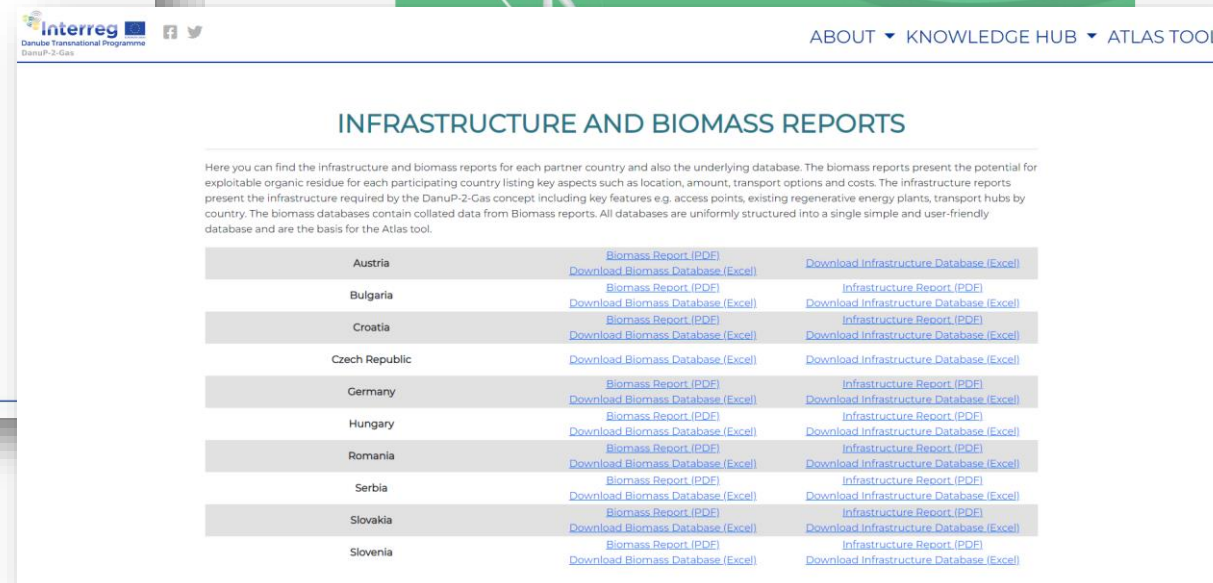 Interreg
Danube Transnational Programme
DanuP-2-Gas
ABOUT KNOWLEDGE HUB ATLAS TOOL
INFRASTRUCTURE AND BIOMASS REPORTS
Here you can find the infrastructure and biomass reports for each partner country and also the underlying database. The biomass reports present the potential for
exploitable organic residue for each participating country listing key aspects such as location, amount, transport options and costs. The infrastructure reports
present the infrastructure required by the DanuP-2-Gas concept including key features e.g. access points, existing regenerative energy plants, transport hubs by
country. The biomass databases contain collated data from Biomass reports. All databases are uniformly structured into a single simple and user-friendly
database and are the basis for the Atlas tool.
Austria
Biomass Report (PDF)
Download Biomass Database (Excel)
Download Infrastructure Database (Excel)
Bulgaria
Biomass Report (PDF)
Download Biomass Database (Excel)
Infrastructure Report (PDF)
Download Infrastructure Database (Excel)
Croatia
Biomass Report (PDF)
Download Biomass Database (Excel)
Infrastructure Report (PDF)
Download Infrastructure Database (Excel)
Czech Republic
Download Biomass Database (Excel)
Download Infrastructure Database (Excel)
Germany
Biomass Report (PDF)
Download Biomass Database (Excel)
Infrastructure Report (PDF)
Download Infrastructure Database (Excel)
Hungary
Biomass Report (PDF)
Download Biomass Database (Excel)
Infrastructure Report (PDF)
Download Infrastructure Database (Excel)
Romania
Biomass Report (PDF)
Download Biomass Database (Excel)
Infrastructure Report (PDF)
Download Infrastructure Database (Excel)
Serbia
Biomass Report (PDF)
Download Biomass Database (Excel)
Infrastructure Report (PDF)
Download Infrastructure Database (Excel)
Slovakia
Biomass Report (PDF)
Download Biomass Database (Excel)
Infrastructure Report (PDF)
Download Infrastructure Database (Excel)
Slovenia
Biomass Report (PDF)
Download Biomass Database (Excel)
Infrastructure Report (PDF)
Download Infrastructure Database (Excel)